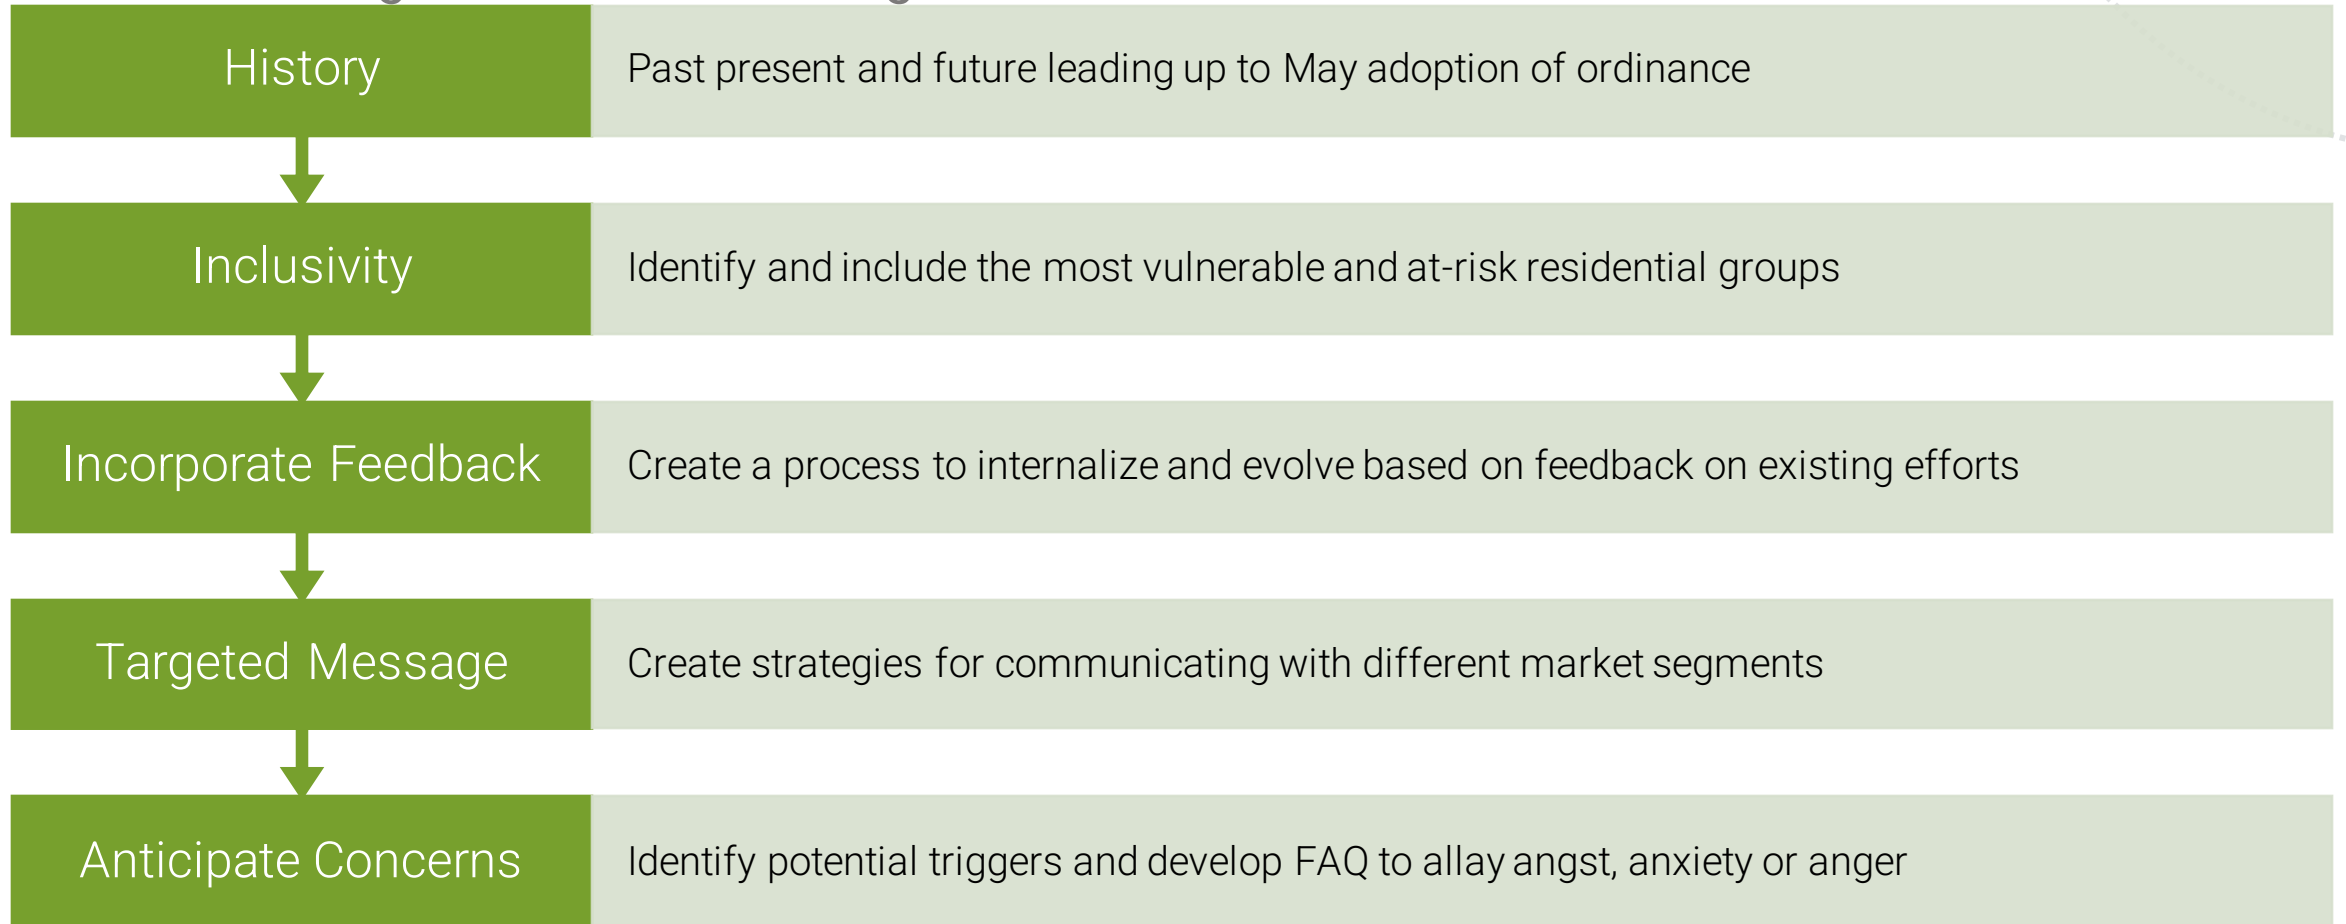 History
Past present and future leading up to May adoption of ordinance
Inclusivity
Identify and include the most vulnerable and at-risk residential groups
Incorporate Feedback
Create a process to internalize and evolve based on feedback on existing efforts
Targeted Message
Create strategies for communicating with different market segments
Anticipate Concerns
Identify potential triggers and develop FAQ to allay angst, anxiety or anger